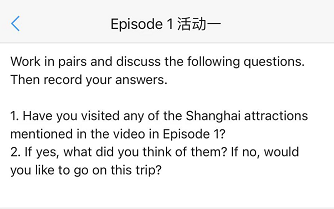 Episode 1 活动一
Work in pairs and discuss the following questions.
Then record your answers.
1. Have you visited any of the Shanghai attractions
mentioned in the video in Episode 1?
2. If yes, what did you think of them? If no, would
you like to go on this trip?